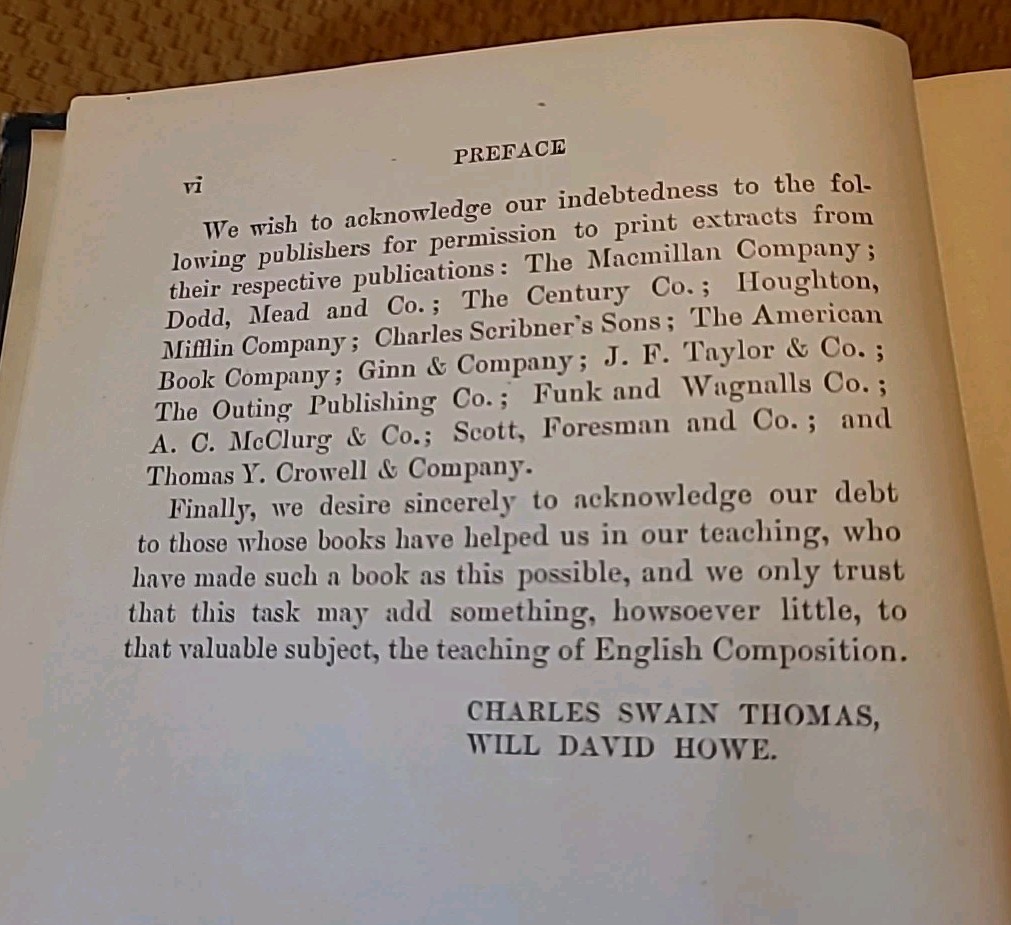 PREFACE
vi
We wish to acknowledge our indebtedness to the fol-
lowing publishers for permission to print extracts from
their respective publications: The Macmillan Company;
Dodd, Mead and Co.; The Century Co.; Houghton,
Mifflin Company; Charles Scribner's Sons; The American
Book Company; Ginn & Company; J. F. Taylor & Co.;
The Outing Publishing Co.; Funk and Wagnalls Co.;
A. C. McClurg & Co.; Scott, Foresman and Co.; and
Thomas Y. Crowell & Company.
Finally, we desire sincerely to acknowledge our debt
to those whose books have helped us in our teaching, who
have made such a book as this possible, and we only trust
that this task may add something, howsoever little, to
that valuable subject, the teaching of English Composition.
CHARLES SWAIN THOMAS,
WILL DAVID HOWE.